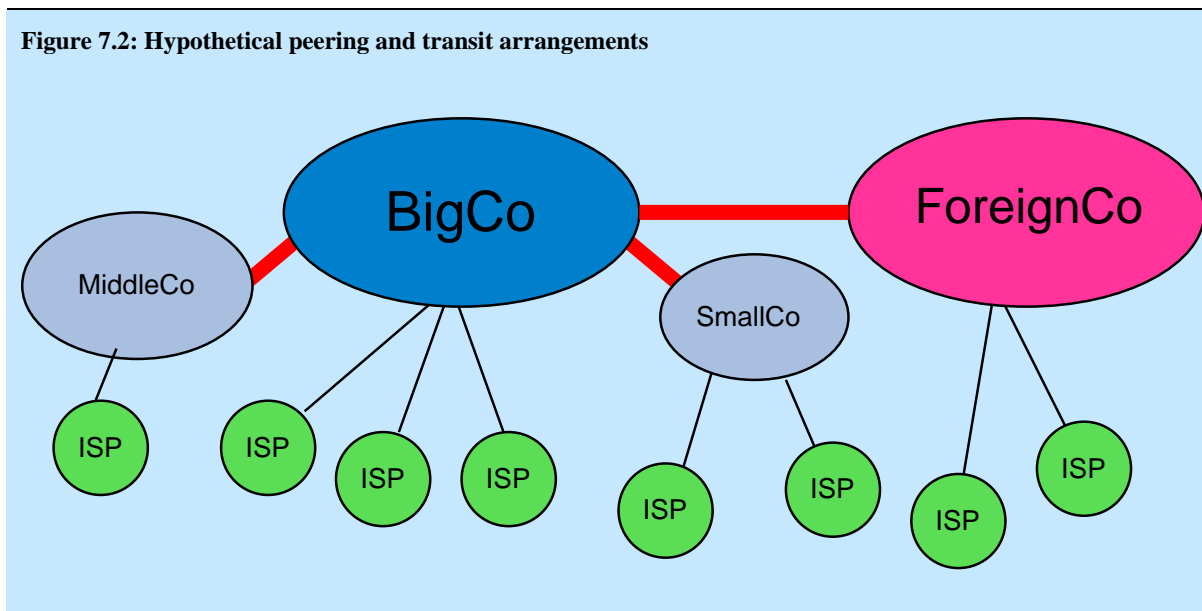 Figure 7.2: Hypothetical peering and transit arrangements
BigCo
ForeignCo
MiddleCo
SmallCo
ISP
ISP
ISP
ISP
ISP
ISP
ISP
ISP